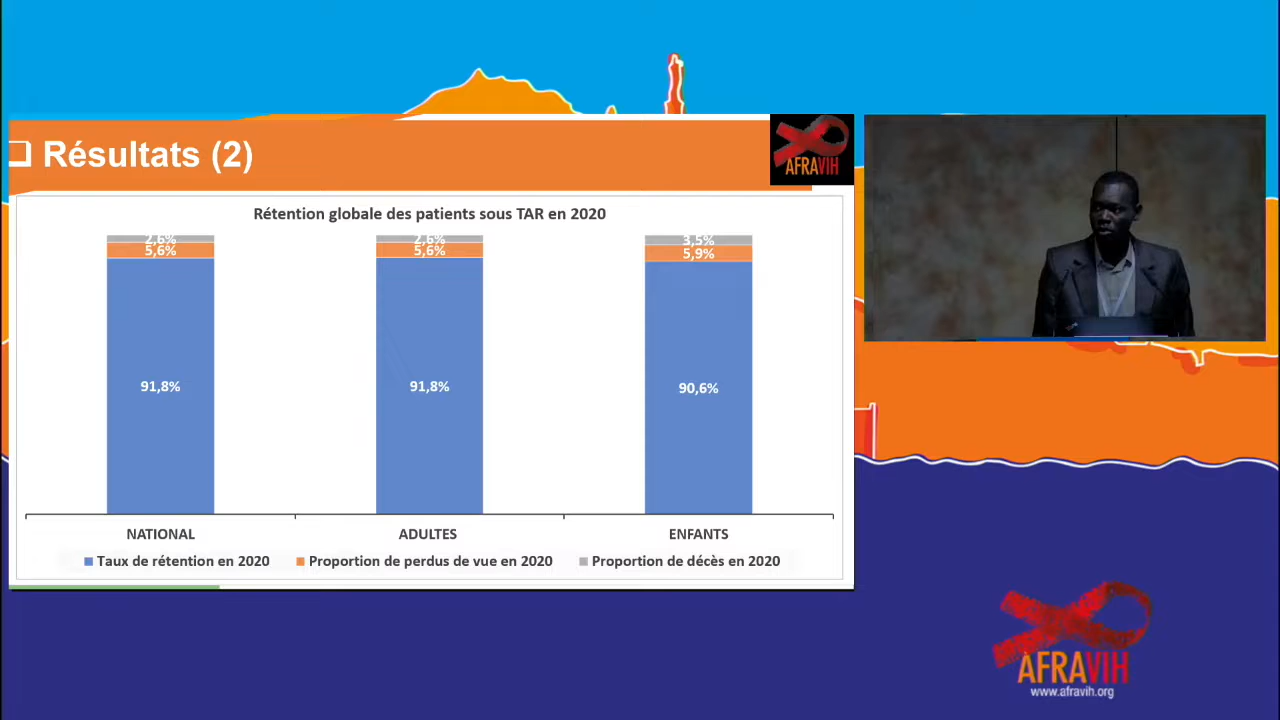 Résultats (2)
AFRAVIH
Rétention globale des patients sous TAR en 2020
2,6%
2,6%
3,5%
5,6%
5,6%
5,9%
91,8%
91,8%
90,6%
NATIONAL
ADULTES
ENFANTS
Taux de rétention en 2020
Proportion de perdus de vue en 2020
Proportion de décès en 2020
AFRAVIH
www.afravih.org